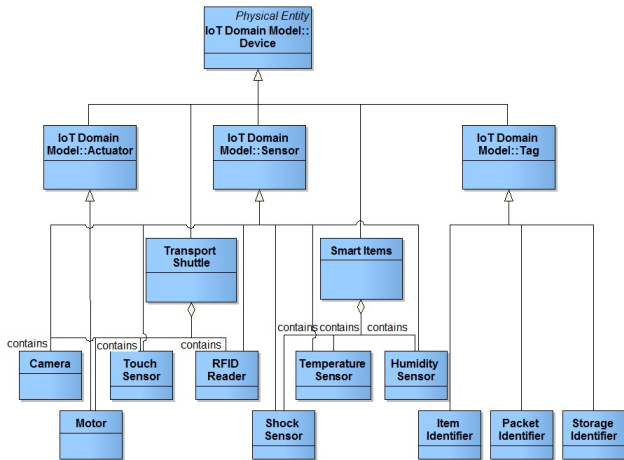 Physical Entity
IoT Domain Model::
Device
IoT Domain
Model::Actuator
IoT Domain
Model::Sensor
IoT Domain
Model::Tag
Transport
Shuttle
Smart Items
contains
contains
contains
contains
contains
contains
Camera
Touch
Sensor
RFID
Reader
Temperature
Sensor
Humidity
Sensor
Motor
Shock
Sensor
Item
Identifier
Packet
Identifier
Storage
Identifier